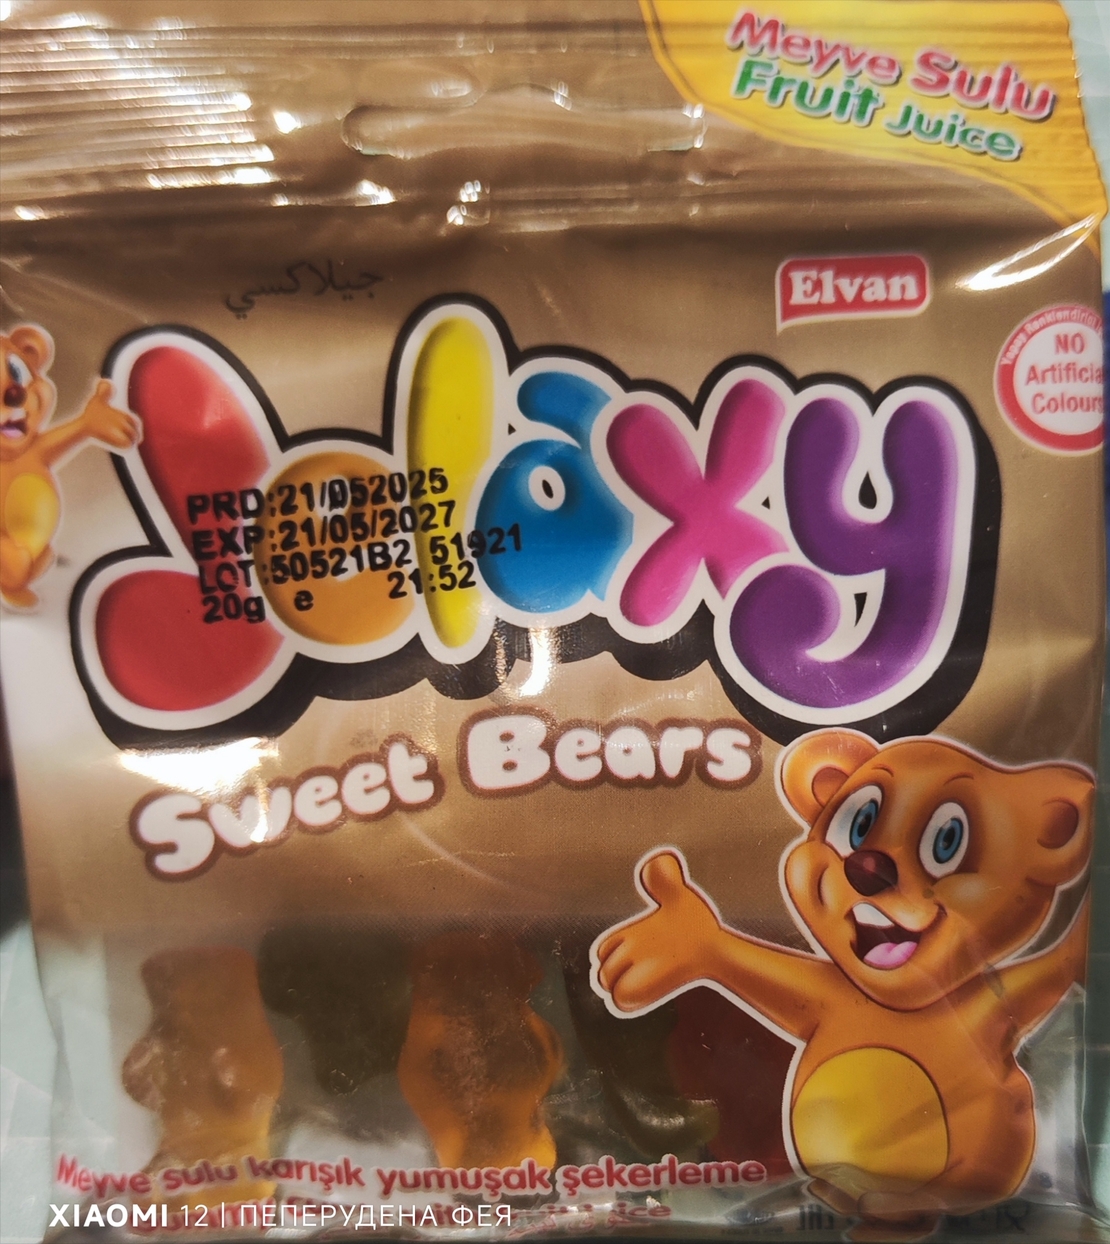 Meyve Sulu
Fruit Juice
جيلاكسي
Elvan
NO
Artificial
Colours
Jelaxy
PRD:21/052025
EXP:21/05/2027
LOT:50521B2 51921
20g e 21:52
Sweet Bears
Meyve sulu karışık yumuşak şekerleme
XIAOMI 12 | ПЕПЕРУДЕНА ФЕЯ